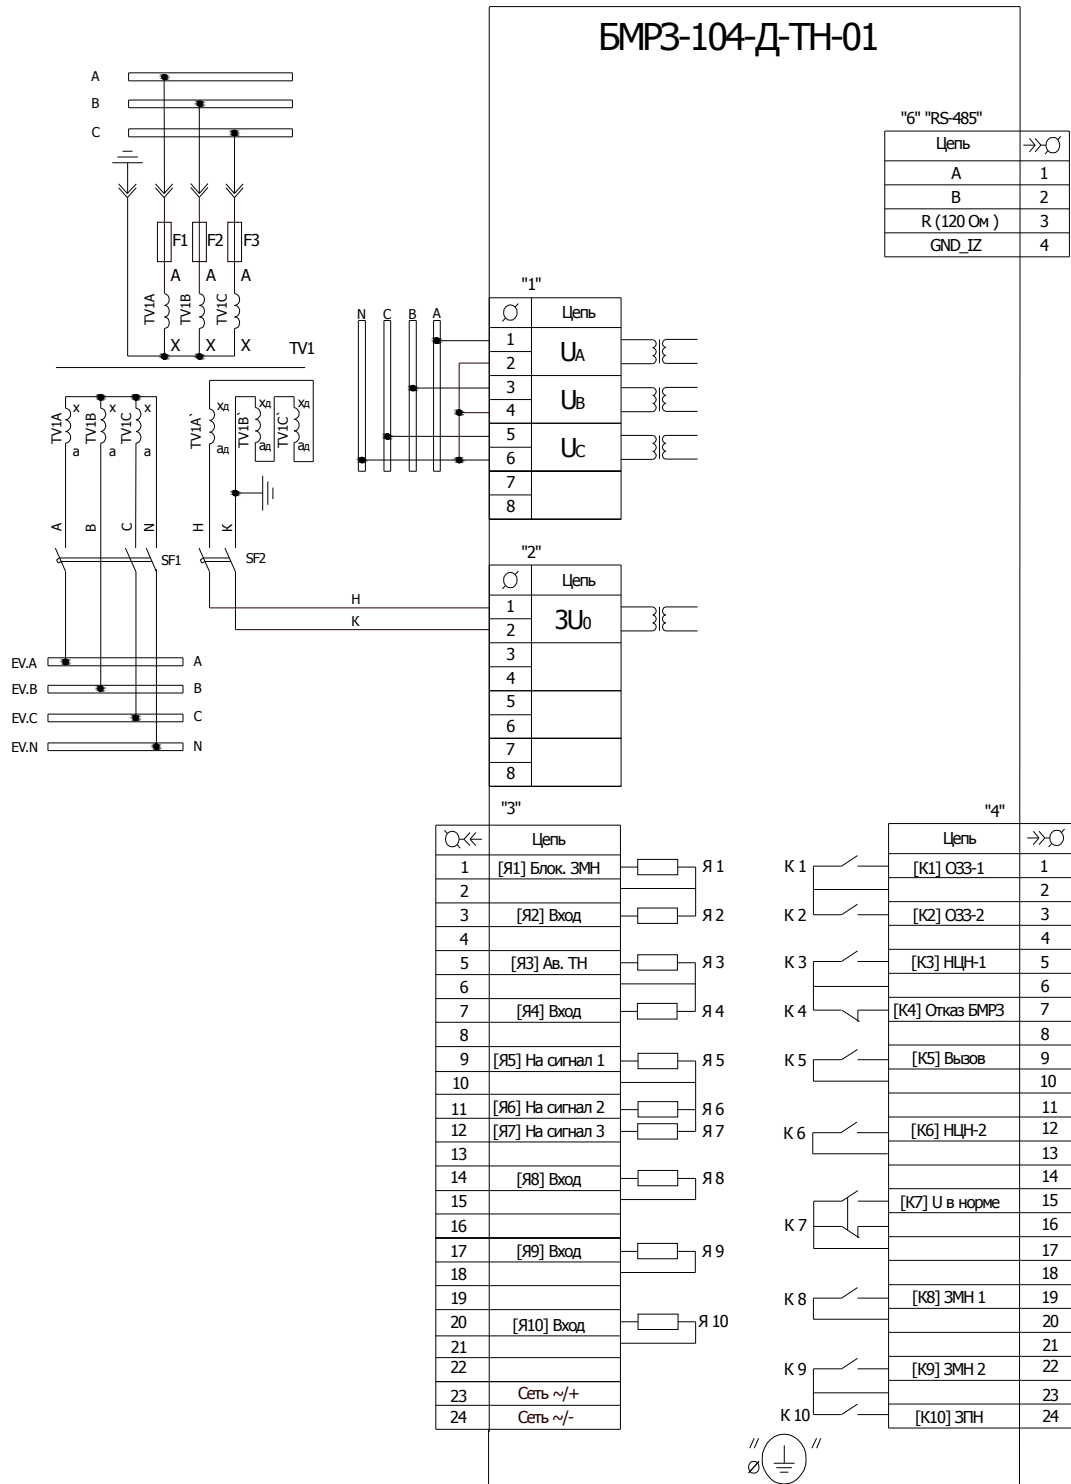 БМРЗ-104-Д-ТН-01
A
B
C
F1 F2 F3
A A A
TV1A TV1B TV1C
X X X
TV1
TV1A TV1B TV1C
x x x
a a a
TV1A` TV1B` TV1C`
xд xд xд
aд aд aд
A B C N H K
SF1 SF2
H
K
EV.A A
EV.B B
EV.C C
EV.N N
"6" "RS-485"
Цепь
A 1
B 2
R (120 Ом ) 3
GND_IZ 4
N C B A
"1"
Цепь
1 UA
2
3 UB
4
5 UC
6
7
8
"2"
Цепь
1 3U0
2
3
4
5
6
7
8
"3"
Цепь
1 [Я1] Блок. ЗМН Я 1
2
3 [Я2] Вход Я 2
4
5 [Я3] Ав. ТН Я 3
6
7 [Я4] Вход Я 4
8
9 [Я5] На сигнал 1 Я 5
10
11 [Я6] На сигнал 2 Я 6
12 [Я7] На сигнал 3 Я 7
13
14 [Я8] Вход Я 8
15
16
17 [Я9] Вход Я 9
18
19
20 [Я10] Вход Я 10
21
22
23 Сеть ~/+
24 Сеть ~/-
"4"
Цепь
К 1 [К1] ОЗЗ-1 1
2
К 2 [К2] ОЗЗ-2 3
4
К 3 [К3] НЦН-1 5
6
К 4 [К4] Отказ БМРЗ 7
8
К 5 [К5] Вызов 9
10
11
К 6 [К6] НЦН-2 12
13
14
[К7] U в норме 15
К 7 16
17
18
К 8 [К8] ЗМН 1 19
20
21
К 9 [К9] ЗМН 2 22
23
К 10 [К10] ЗПН 24
" "